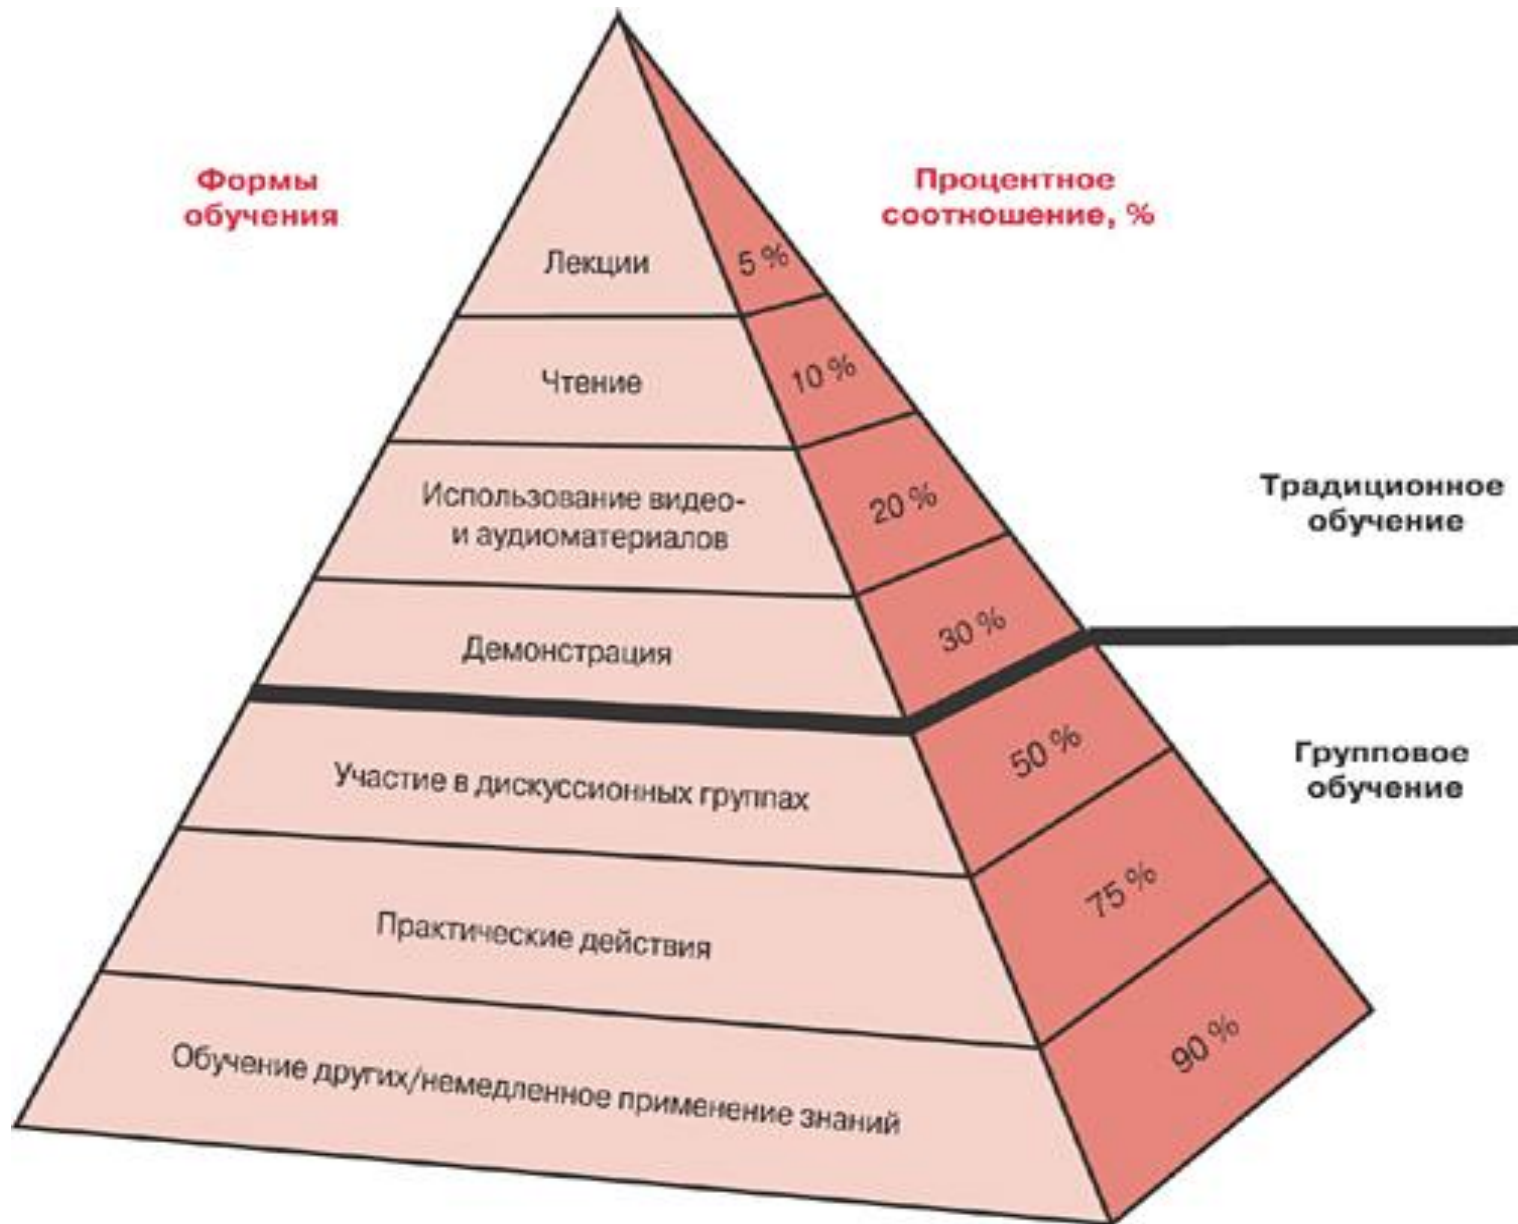 Формы
обучения
Процентное
соотношение, %
Лекции
5 %
Чтение
10 %
Использование видео-
и аудиоматериалов
20 %
Традиционное
обучение
Демонстрация
30 %
Участие в дискуссионных группах
50 %
Групповое
обучение
Практические действия
75 %
Обучение других/немедленное применение знаний
90 %